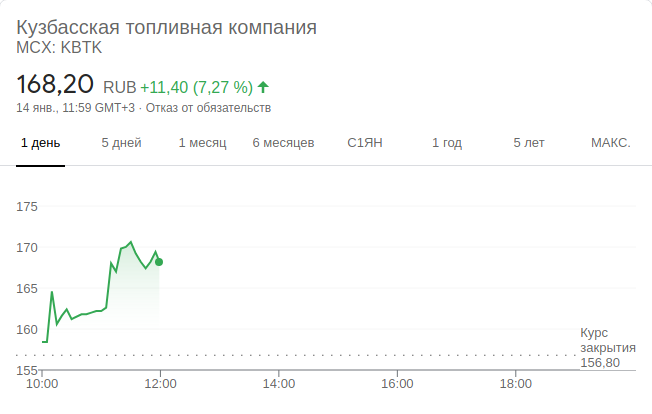 Кузбасская топливная компания
MCX: KBTK
168,20 RUB +11,40 (7,27 %)
14 янв., 11:59 GMT+3 · Отказ от обязательств
1 день 5 дней 1 месяц 6 месяцев С1ЯН 1 год 5 лет МАКС.
175
170
165
160
Курс
закрытия
156,80
155
10:00 12:00 14:00 16:00 18:00